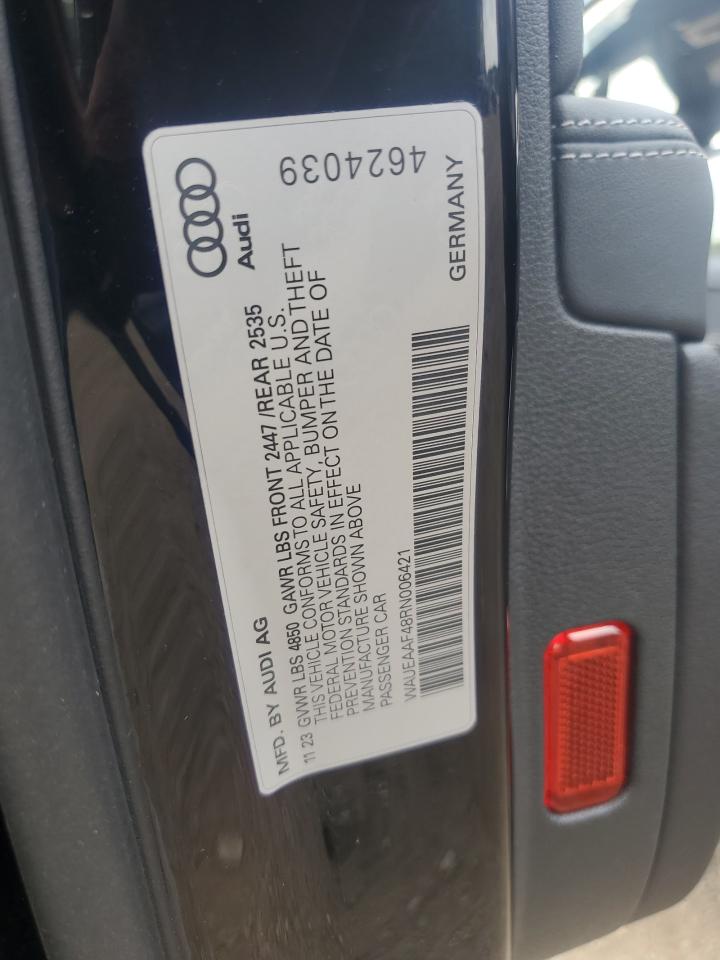 MFD. BY AUDI AG
Audi
11 23 GVWR LBS 4850 GAWR LBS FRONT 2447 /REAR 2535
THIS VEHICLE CONFORMS TO ALL APPLICABLE U.S.
FEDERAL MOTOR VEHICLE SAFETY, BUMPER AND THEFT
PREVENTION STANDARDS IN EFFECT ON THE DATE OF
MANUFACTURE SHOWN ABOVE
PASSENGER CAR
4624039
WAUEAAF48RN006421
GERMANY